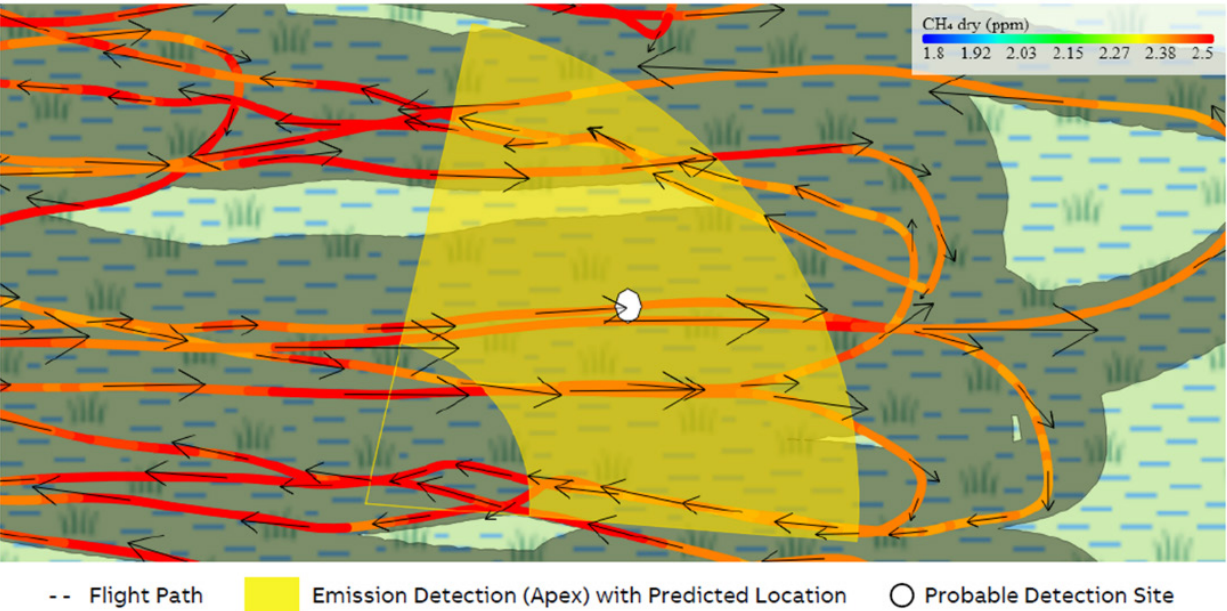 CH₄ dry (ppm)
1.8 1.92 2.03 2.15 2.27 2.38 2.5
Flight Path
Emission Detection (Apex) with Predicted Location
Probable Detection Site